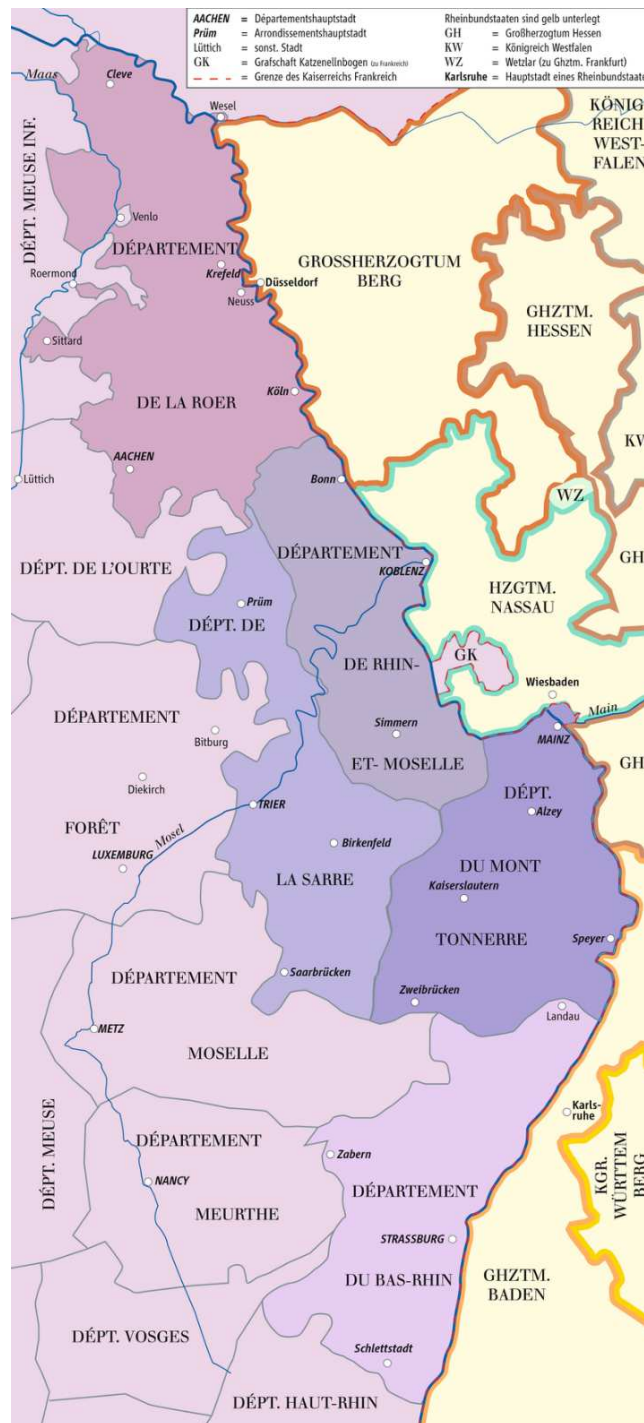 AACHEN = Départementshauptstadt
Prüm = Arrondissementshauptstadt
Lüttich = sonst. Stadt
GK = Grafschaft Katzenellnbogen (zu Frankreich)
= Grenze des Kaiserreichs Frankreich
Rheinbundstaaten sind gelb unterlegt
GH = Großherzogtum Hessen
KW = Königreich Westfalen
WZ = Wetzlar (zu Ghztm. Frankfurt)
Karlsruhe = Hauptstadt eines Rheinbundstaate
Maas
Cleve
Wesel
KÖNIG
REICH
WEST-
FALEN
DÉPT. MEUSE INF.
Venlo
DÉPARTEMENT
GROSSHERZOGTUM
BERG
Roermond
Krefeld
Neuss
Düsseldorf
GHZTM.
HESSEN
Sittard
DE LA ROER
Köln
KW
AACHEN
Lüttich
Bonn
WZ
DÉPARTEMENT
KOBLENZ
GH
DÉPT. DE L'OURTE
Prüm
DÉPT. DE
HZGTM.
NASSAU
DE RHIN-
GK
Wiesbaden
DÉPARTEMENT
Bitburg
Simmern
Main
MAINZ
ET- MOSELLE
GH
Diekirch
DÉPT.
TRIER
Alzey
FORÊT
Mosel
Birkenfeld
LUXEMBURG
LA SARRE
DU MONT
Kaiserslautern
TONNERRE
Speyer
DÉPARTEMENT
Saarbrücken
Zweibrücken
Landau
METZ
MOSELLE
Karls-
ruhe
DÉPT. MEUSE
DÉPARTEMENT
Zabern
KGR.
WÜRTTEM
BERG
NANCY
DÉPARTEMENT
MEURTHE
STRASSBURG
DU BAS-RHIN
GHZTM.
BADEN
DÉPT. VOSGES
Schlettstadt
DÉPT. HAUT-RHIN